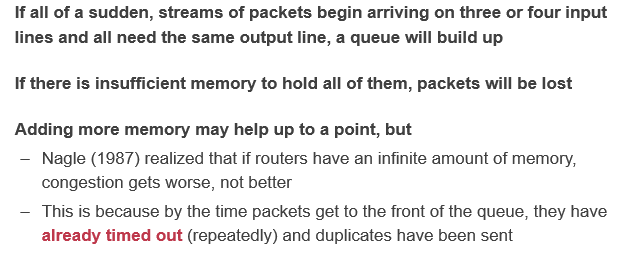 If all of a sudden, streams of packets begin arriving on three or four input
lines and all need the same output line, a queue will build up
If there is insufficient memory to hold all of them, packets will be lost
Adding more memory may help up to a point, but
– Nagle (1987) realized that if routers have an infinite amount of memory,
congestion gets worse, not better
– This is because by the time packets get to the front of the queue, they have
already timed out (repeatedly) and duplicates have been sent